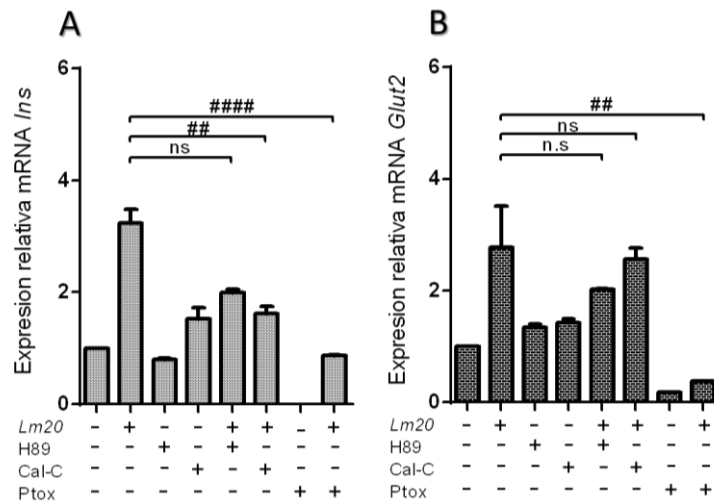 A
Expresion relativa mRNA Ins
6
4
2
0
####
##
ns
Lm20 - + - - + + - +
H89 - - + - + - - -
Cal-C - - - + - + - -
Ptox - - - - - - + +
B
Expresion relativa mRNA Glut2
6
4
2
0
##
ns
n.s
Lm20 - + - - + + - +
H89 - - + - + - - -
Cal-C - - - + - + - -
Ptox - - - - - - + +